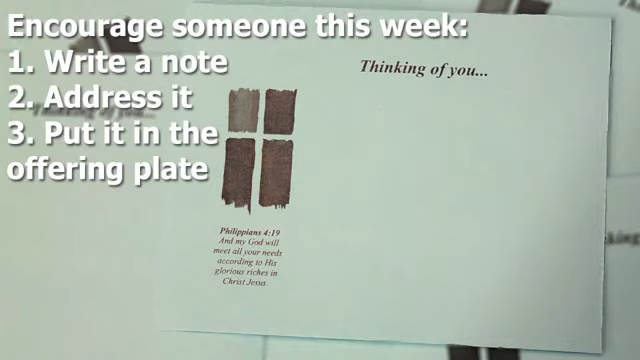 Encourage someone this week:
1. Write a note
2. Address it
3. Put it in the
offering plate
Thinking of you...
Philippians 4:19
And my God will
meet all your needs
according to His
glorious riches in
Christ Jesus.